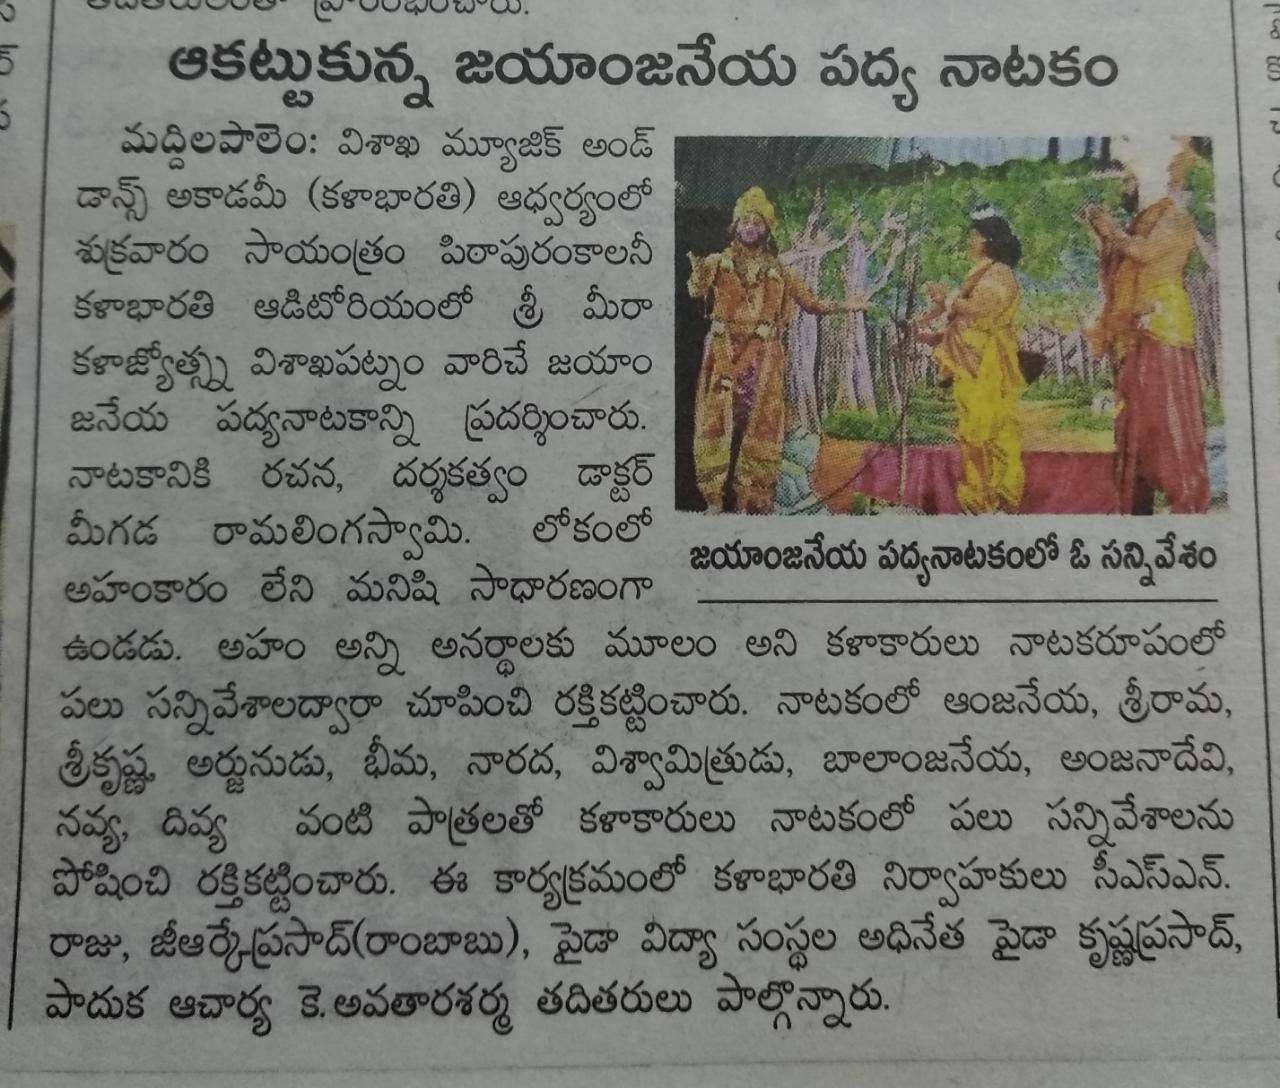 ప్రారంభించారు.
ఆకట్టుకున్న జయాంజనేయ పద్య నాటకం
మద్దిలపాలెం: విశాఖ మ్యూజిక్ అండ్
డాన్స్ అకాడమీ (కళాభారతి) ఆధ్వర్యంలో
శుక్రవారం సాయంత్రం పిఠాపురంకాలనీ
కళాభారతి ఆడిటోరియంలో శ్రీ మీరా
కళాజ్యోత్స్న విశాఖపట్నం వారిచే జయాం
జనేయ పద్యనాటకాన్ని ప్రదర్శించారు.
నాటకానికి రచన, దర్శకత్వం డాక్టర్
మీగడ రామలింగస్వామి. లోకంలో
అహంకారం లేని మనిషి సాధారణంగా
ఉండడు. అహం అన్ని అనర్థాలకు మూలం అని కళాకారులు నాటకరూపంలో
పలు సన్నివేశాలద్వారా చూపించి రక్తికట్టించారు. నాటకంలో ఆంజనేయ, శ్రీరామ,
శ్రీకృష్ణ, అర్జునుడు, భీమ, నారద, విశ్వామిత్రుడు, బాలాంజనేయ, అంజనాదేవి,
నవ్య, దివ్య వంటి పాత్రలతో కళాకారులు నాటకంలో పలు సన్నివేశాలను
పోషించి రక్తికట్టించారు. ఈ కార్యక్రమంలో కళాభారతి నిర్వాహకులు సీఎస్ఎన్.
రాజు, జీఆర్కేప్రసాద్(రాంబాబు), పైడా విద్యా సంస్థల అధినేత పైడా కృష్ణప్రసాద్,
పాదుక ఆచార్య కె.అవతారశర్మ తదితరులు పాల్గొన్నారు.
జయాంజనేయ పద్యనాటకంలో ఓ సన్నివేశం